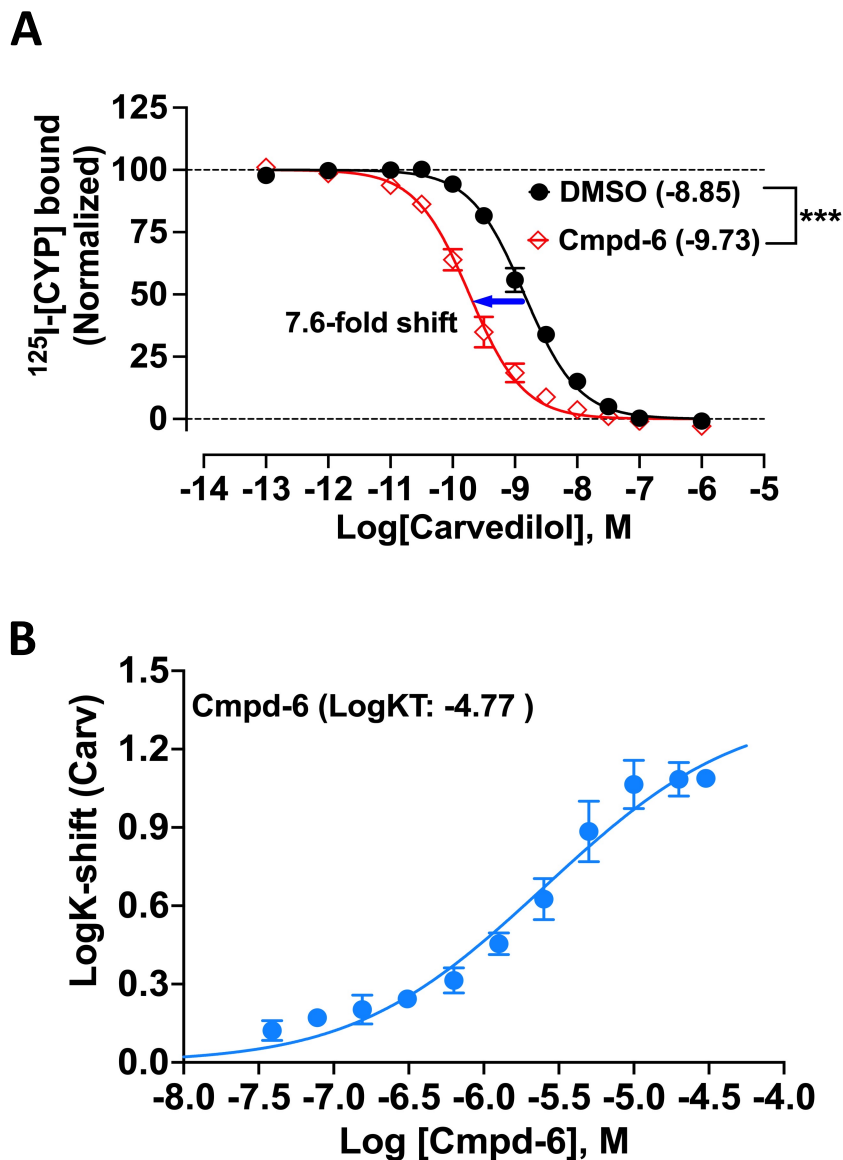 A
125I-[CYP] bound
(Normalized)
125
100
75
50
25
0
DMSO (-8.85)
Cmpd-6 (-9.73)
***
7.6-fold shift
-14 -13 -12 -11 -10 -9 -8 -7 -6 -5
Log[Carvedilol], M
B
LogK-shift (Carv)
1.5
1.2
0.9
0.6
0.3
0.0
Cmpd-6 (LogKT: -4.77 )
-8.0 -7.5 -7.0 -6.5 -6.0 -5.5 -5.0 -4.5 -4.0
Log [Cmpd-6], M